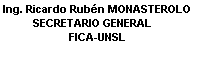 Ing. Ricardo Rubén MONASTEROLO
SECRETARIO GENERAL
FICA-UNSL